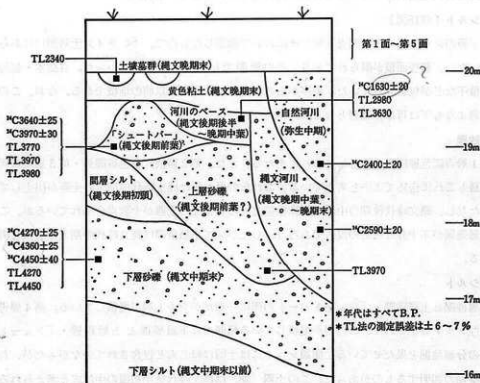 第1面~第5面
TL2340
土坡墓群(縄文晩期末)
20m
黄色粘土(縄文晩期末)
¹⁴C1630±20
TL2980
TL3630
?
河川のベース
(縄文後期後半
~晩期中葉)
自然河川
(弥生中期)
¹⁴C3640±25
¹⁴C3970±30
TL3770
TL3970
TL3980
「シュートバー」
(縄文後期前葉)
19m
¹⁴C2400±20
間層シルト
(縄文後期初頭)
上層砂礫
(縄文後期前葉?)
縄文河川
(縄文晩期中葉~
晩期末)
18m
¹⁴C2590±20
¹⁴C4270±25
¹⁴C4360±25
¹⁴C4450±40
TL4270
TL4450
下層砂礫(縄文中期末)
TL3970
17m
*年代はすべてB.P.
*TL法の測定誤差は±6~7%
下層シルト(縄文中期末以前)
16m